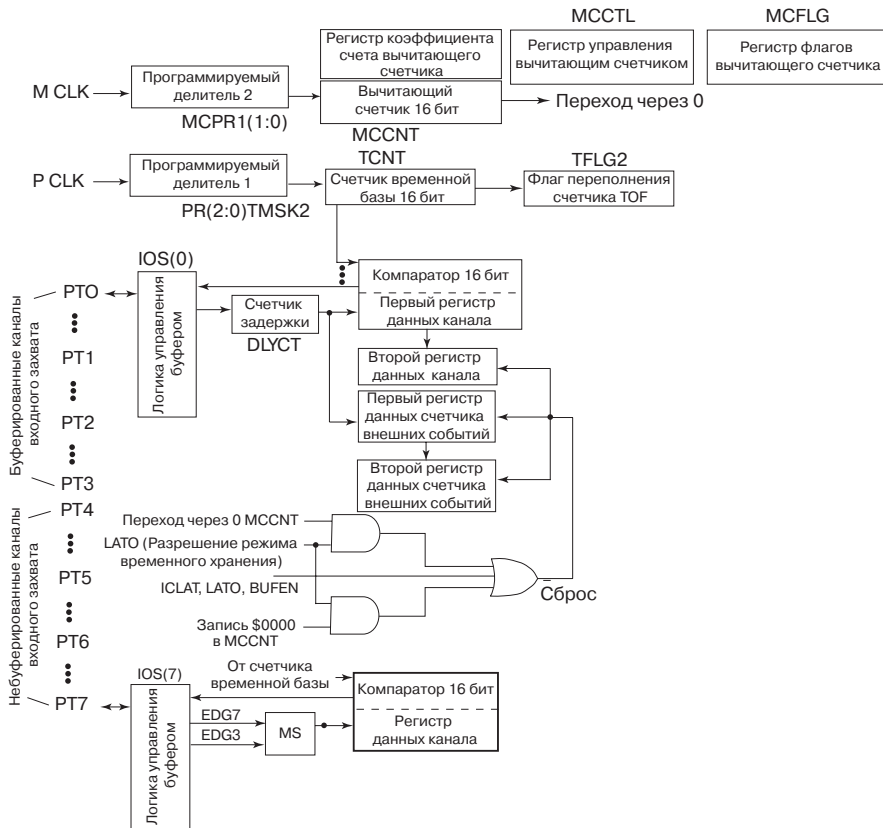 MCCTL
MCFLG
Регистр коэффициента
счета вычитающего
счетчика
Регистр управления
вычитающим счетчиком
Регистр флагов
вычитающего счетчика
M CLK
Программируемый
делитель 2
MCPR1(1:0)
Вычитающий
счетчик 16 бит
MCCNT
Переход через 0
P CLK
Программируемый
делитель 1
PR(2:0)TMSK2
TCNT
Счетчик временной
базы 16 бит
TFLG2
Флаг переполнения
счетчика TOF
IOS(0)
Логика управления
буфером
Счетчик
задержки
DLYCT
Компаратор 16 бит
Первый регистр
данных канала
Второй регистр
данных канала
Первый регистр
данных счетчика
внешних событий
Второй регистр
данных счетчика
внешних событий
Буферированные каналы
входного захвата
PTO
PT1
PT2
PT3
Небуферированные каналы
входного захвата
PT4
PT5
PT6
PT7
Переход через 0 MCCNT
LATO (Разрешение режима
временного хранения)
ICLAT, LATO, BUFEN
Запись $0000
в MCCNT
Сброс
IOS(7)
Логика управления
буфером
От счетчика
временной базы
EDG7
EDG3
MS
Компаратор 16 бит
Регистр
данных канала